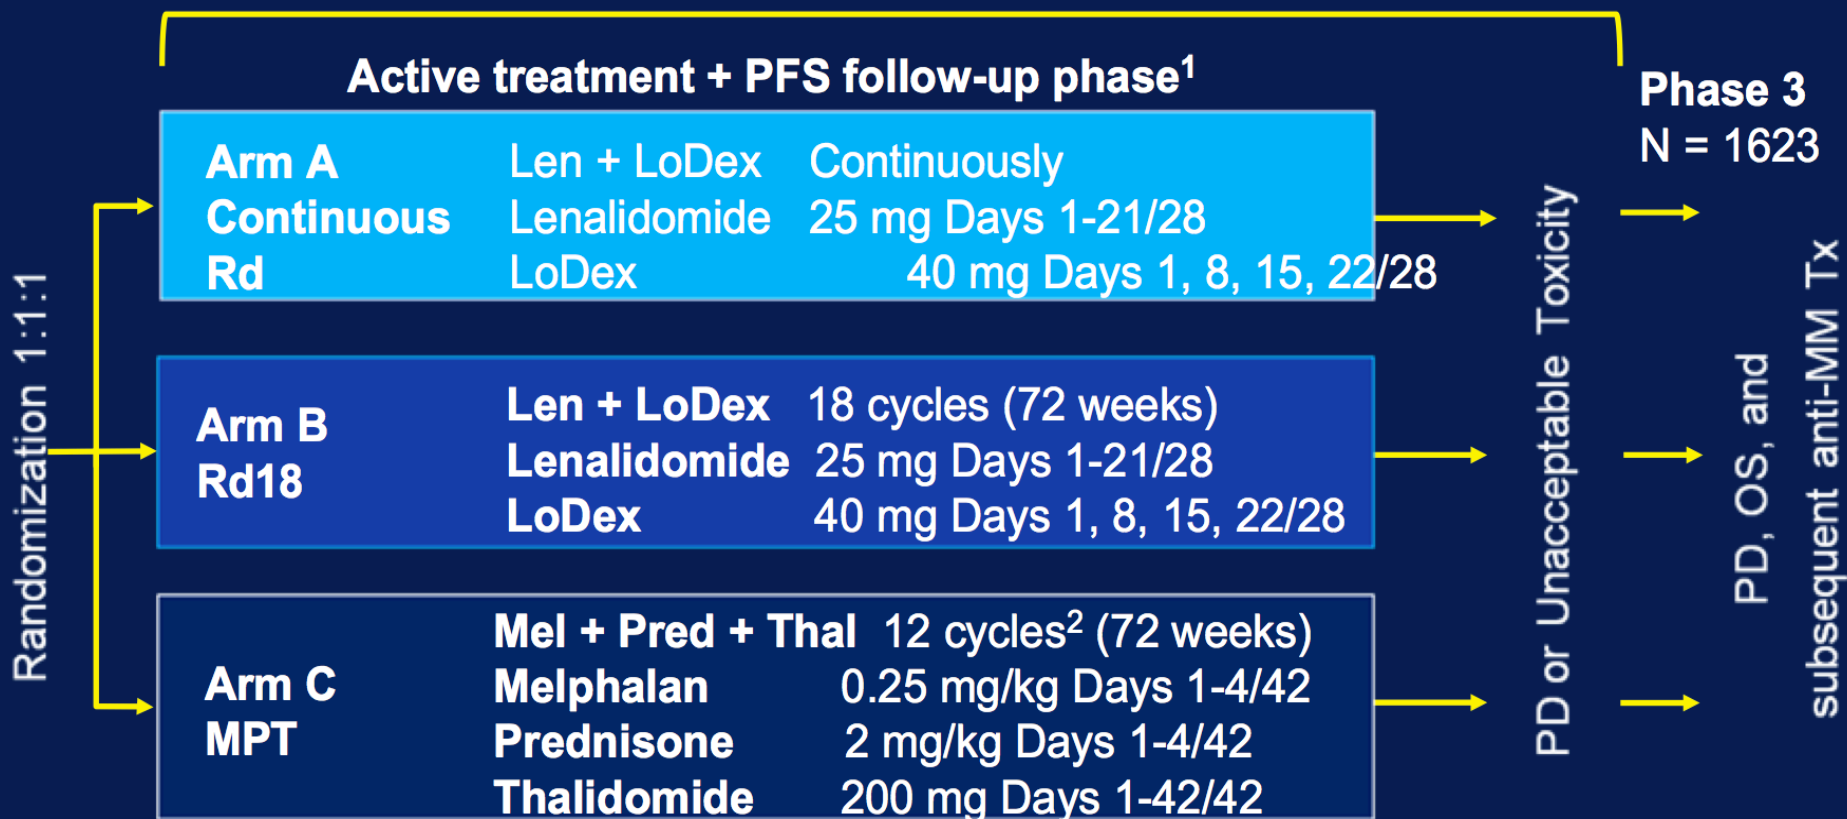 Active treatment + PFS follow-up phase¹
Phase 3
N = 1623
Randomization 1:1:1
Arm A
Continuous
Rd
Len + LoDex Continuously
Lenalidomide 25 mg Days 1-21/28
LoDex 40 mg Days 1, 8, 15, 22/28
Arm B
Rd18
Len + LoDex 18 cycles (72 weeks)
Lenalidomide 25 mg Days 1-21/28
LoDex 40 mg Days 1, 8, 15, 22/28
Arm C
MPT
Mel + Pred + Thal 12 cycles² (72 weeks)
Melphalan 0.25 mg/kg Days 1-4/42
Prednisone 2 mg/kg Days 1-4/42
Thalidomide 200 mg Days 1-42/42
PD or Unacceptable Toxicity
PD, OS, and
subsequent anti-MM Tx